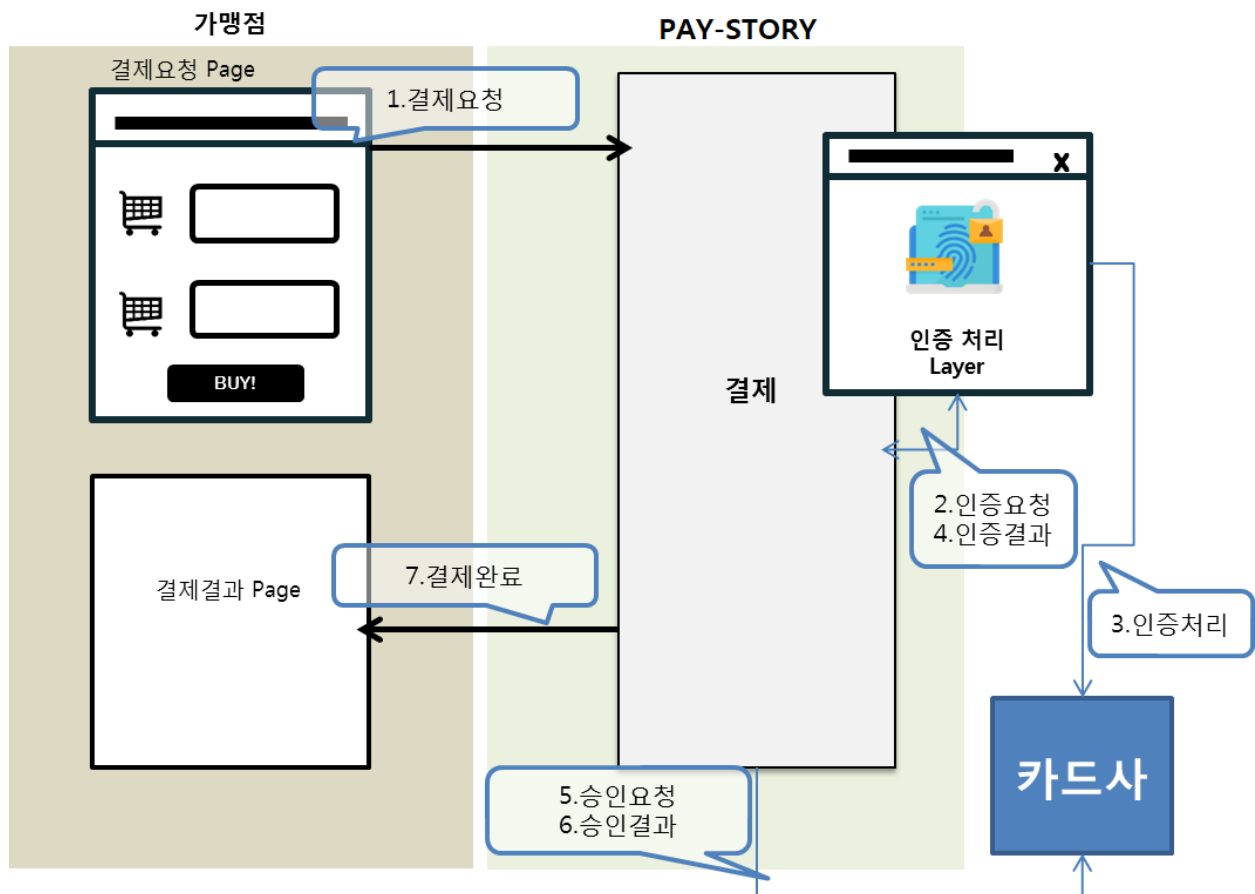 가맹점
PAY-STORY
결제요청 Page
1.결제요청
X
BUY!
인증 처리
Layer
결제
2.인증요청
4.인증결과
7.결제완료
결제결과 Page
3.인증처리
카드사
5.승인요청
6.승인결과